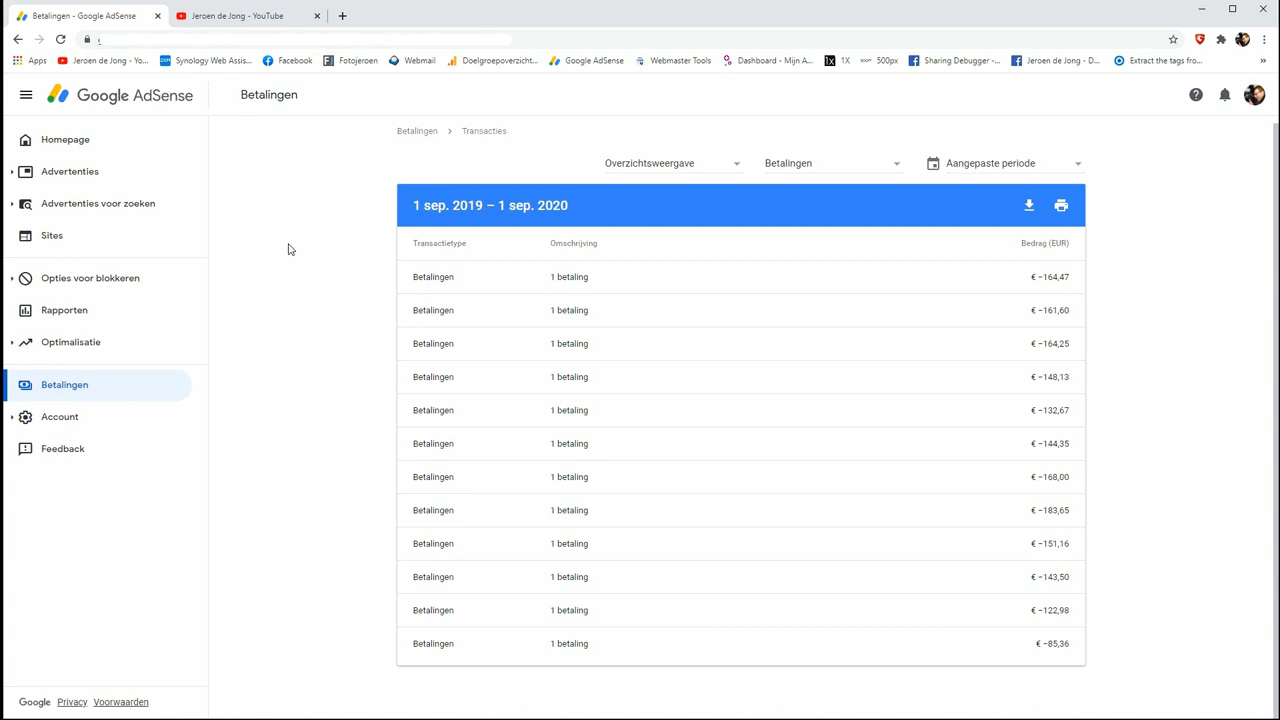 Betalingen - Google AdSense
Jeroen de Jong - YouTube
Apps
Jeroen de Jong - Yo...
Synology Web Assis...
Facebook
Fotojeroen
Webmail
Doelgroepoverzicht...
Google AdSense
Webmaster Tools
Dashboard - Mijn A...
1x 1X
500px
Sharing Debugger -...
Jeroen de Jong - D...
Extract the tags fro...
»
Google AdSense
Betalingen
Homepage
Advertenties
Advertenties voor zoeken
Sites
Opties voor blokkeren
Rapporten
Optimalisatie
Betalingen
Account
Feedback
Google Privacy Voorwaarden
Betalingen > Transacties
Overzichtsweergave
Betalingen
Aangepaste periode
1 sep. 2019 – 1 sep. 2020
Transactietype Omschrijving Bedrag (EUR)
Betalingen 1 betaling € −164,47
Betalingen 1 betaling € −161,60
Betalingen 1 betaling € −164,25
Betalingen 1 betaling € −148,13
Betalingen 1 betaling € −132,67
Betalingen 1 betaling € −144,35
Betalingen 1 betaling € −168,00
Betalingen 1 betaling € −183,65
Betalingen 1 betaling € −151,16
Betalingen 1 betaling € −143,50
Betalingen 1 betaling € −122,98
Betalingen 1 betaling € −85,36